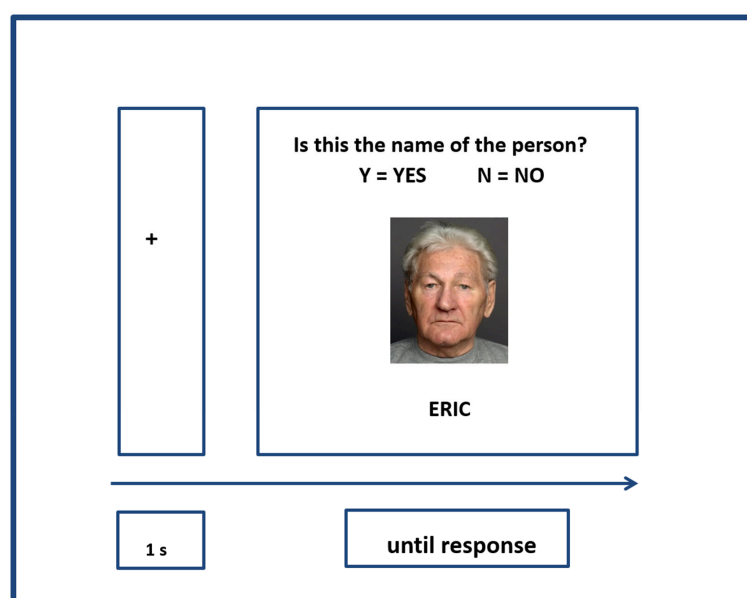 Is this the name of the person?
Y = YES N = NO
+
ERIC
1 s
until response